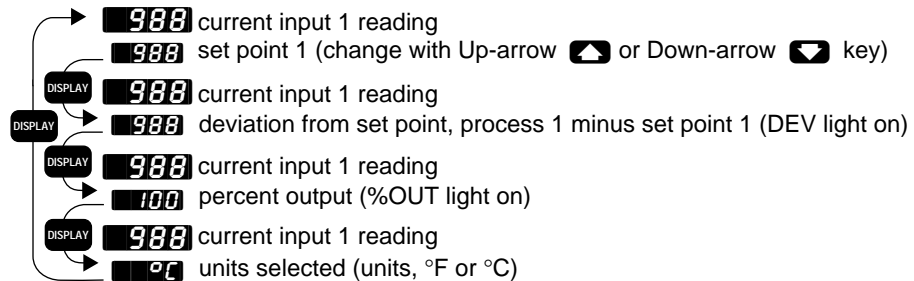 988 current input 1 reading
988 set point 1 (change with Up-arrow or Down-arrow key)
DISPLAY
988 current input 1 reading
DISPLAY
988 deviation from set point, process 1 minus set point 1 (DEV light on)
DISPLAY
988 current input 1 reading
100 percent output (%OUT light on)
DISPLAY
988 current input 1 reading
°C units selected (units, °F or °C)